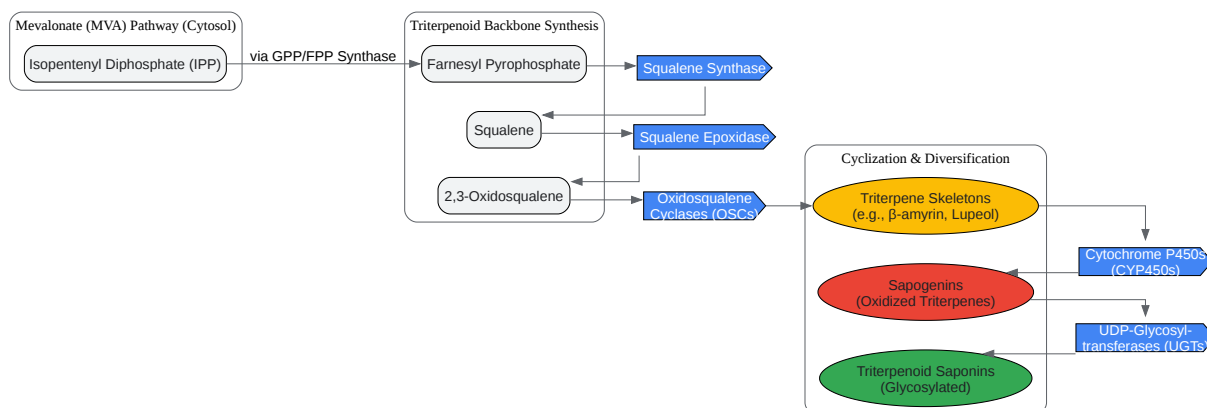 Mevalonate (MVA) Pathway (Cytosol)
Isopentenyl Diphosphate (IPP)
via GPP/FPP Synthase
Triterpenoid Backbone Synthesis
Farnesyl Pyrophosphate
Squalene Synthase
Squalene
Squalene Epoxidase
2,3-Oxidosqualene
Oxidosqualene
Cyclases (OSCs)
Cyclization & Diversification
Triterpene Skeletons
(e.g., β-amyrin, Lupeol)
Cytochrome P450s
(CYP450s)
Sapogenins
(Oxidized Triterpenes)
UDP-Glycosyl-
transferases (UGTs)
Triterpenoid Saponins
(Glycosylated)